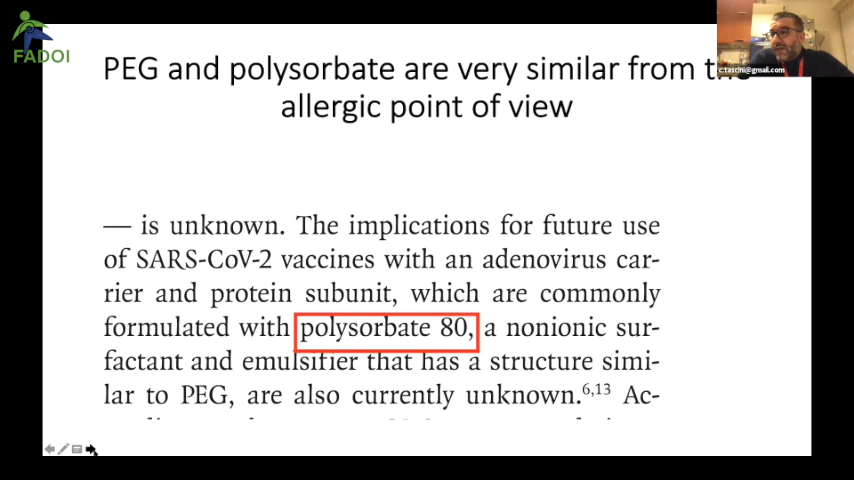 FADOI
PEG and polysorbate are very similar from the
allergic point of view
c.tascini@gmail.com
— is unknown. The implications for future use
of SARS-CoV-2 vaccines with an adenovirus car-
rier and protein subunit, which are commonly
formulated with polysorbate 80, a nonionic sur-
factant and emulsifier that has a structure simi-
lar to PEG, are also currently unknown.6,13 Ac-